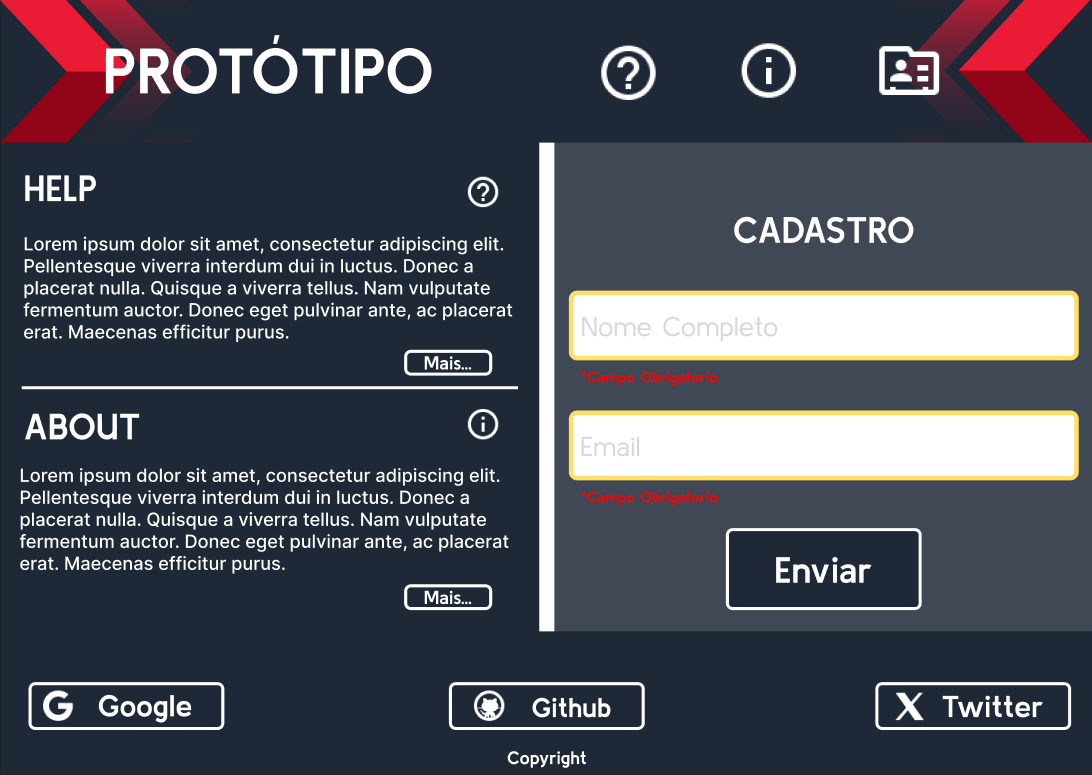 PROTÓTIPO
HELP
Lorem ipsum dolor sit amet, consectetur adipiscing elit.
Pellentesque viverra interdum dui in luctus. Donec a
placerat nulla. Quisque a viverra tellus. Nam vulputate
fermentum auctor. Donec eget pulvinar ante, ac placerat
erat. Maecenas efficitur purus.
Mais...
ABOUT
Lorem ipsum dolor sit amet, consectetur adipiscing elit.
Pellentesque viverra interdum dui in luctus. Donec a
placerat nulla. Quisque a viverra tellus. Nam vulputate
fermentum auctor. Donec eget pulvinar ante, ac placerat
erat. Maecenas efficitur purus.
Mais...
CADASTRO
Nome Completo
*Campo Obrigatorio
Email
*Campo Obrigatorio
Enviar
Google
Github
Twitter
Copyright